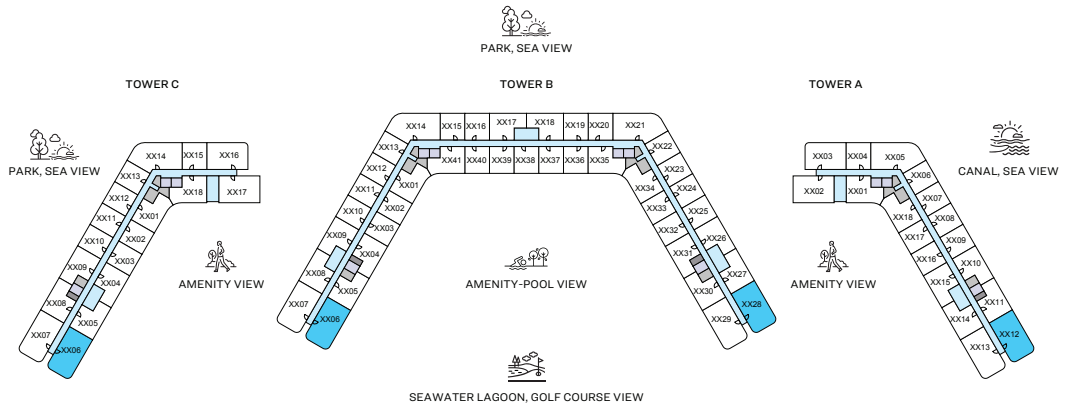 PARK, SEA VIEW
TOWER C
TOWER B
TOWER A
PARK, SEA VIEW
CANAL, SEA VIEW
XX14
XX15
XX16
XX13
XX12
XX11
XX10
XX09
XX08
XX07
XX18
XX17
XX01
XX02
XX03
XX04
XX05
XX06
AMENITY VIEW
XX14
XX15
XX16
XX17
XX18
XX19
XX20
XX21
XX13
XX12
XX11
XX10
XX09
XX08
XX07
XX41
XX40
XX39
XX38
XX37
XX36
XX35
XX01
XX02
XX03
XX04
XX05
XX06
XX22
XX23
XX24
XX25
XX26
XX27
XX28
XX34
XX33
XX32
XX31
XX30
XX29
AMENITY-POOL VIEW
XX03
XX04
XX05
XX02
XX01
XX06
XX07
XX08
XX09
XX10
XX11
XX12
XX18
XX17
XX16
XX15
XX14
XX13
AMENITY VIEW
SEAWATER LAGOON, GOLF COURSE VIEW